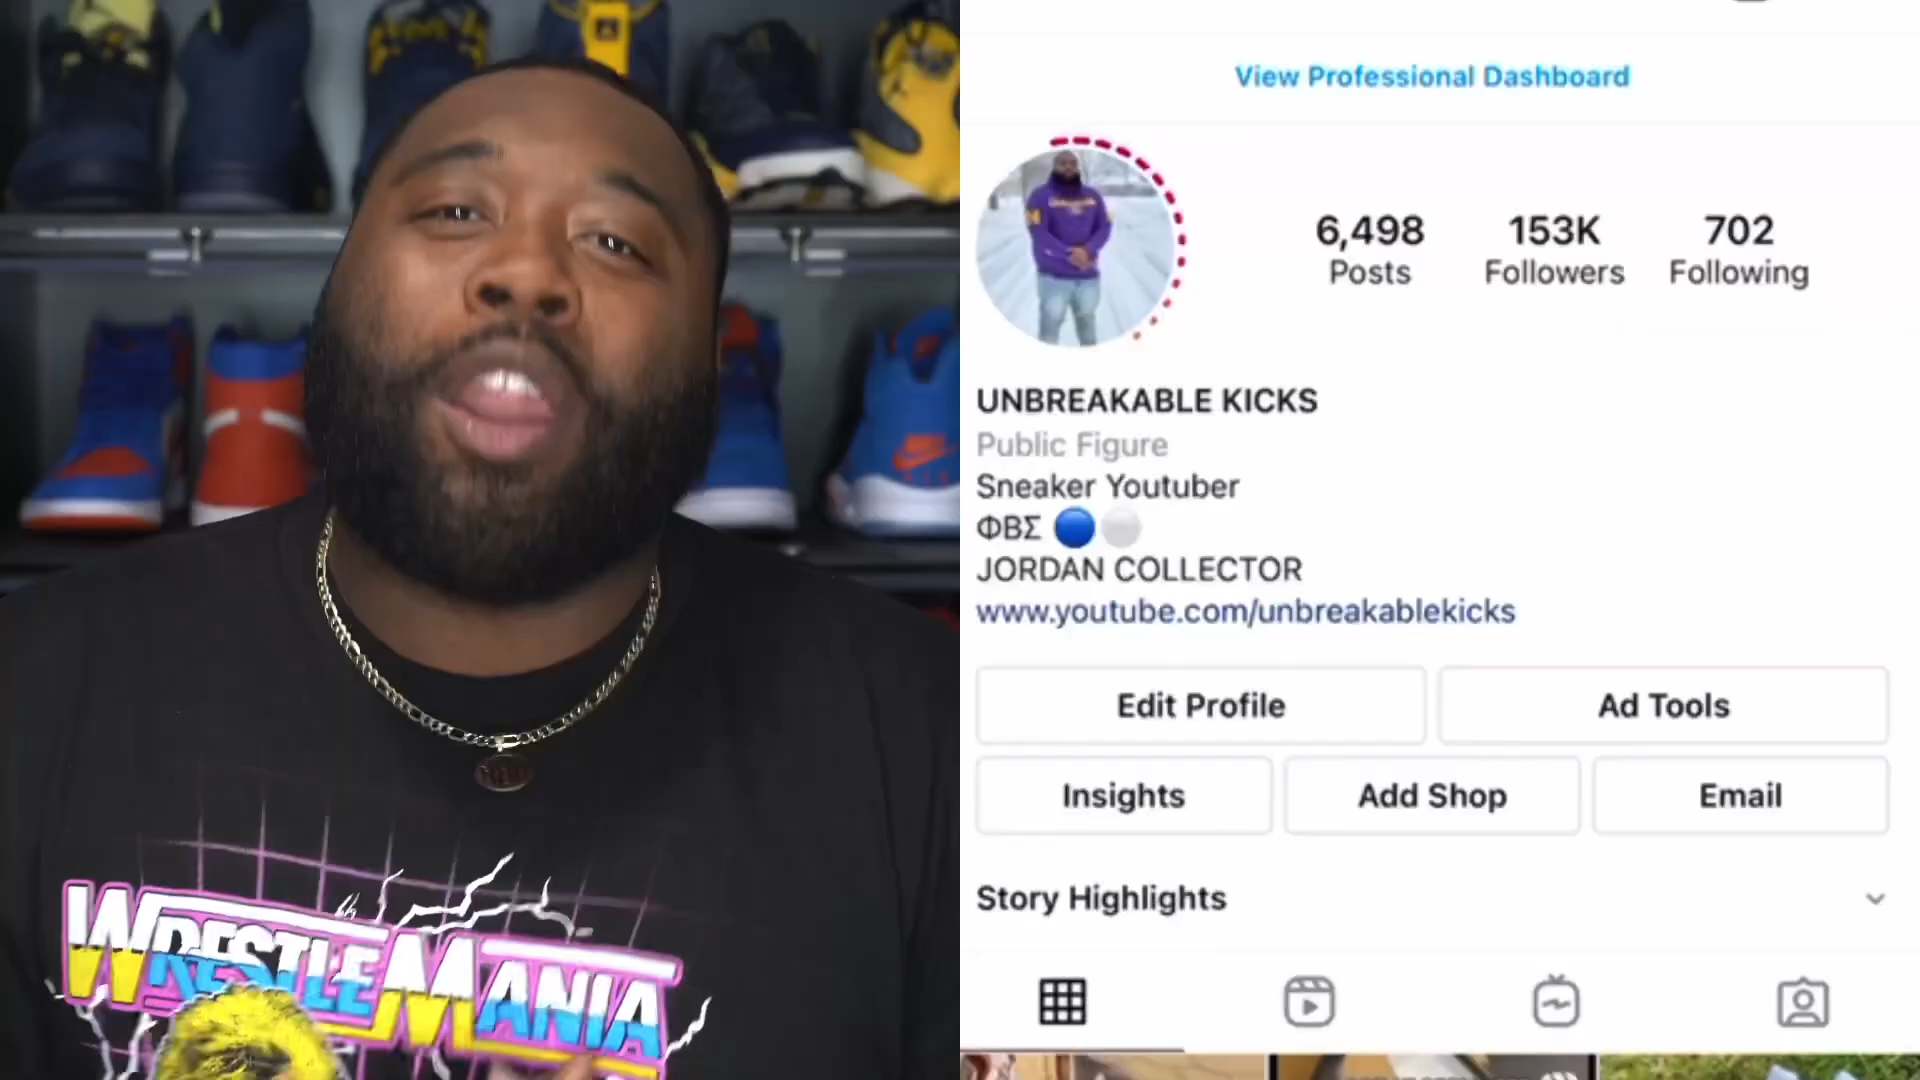 WRESTLEMANIA
View Professional Dashboard
6,498 153K 702
Posts Followers Following
UNBREAKABLE KICKS
Public Figure
Sneaker Youtuber
ΦΒΣ 🔵⚪
JORDAN COLLECTOR
www.youtube.com/unbreakablekicks
Edit Profile Ad Tools
Insights Add Shop Email
Story Highlights